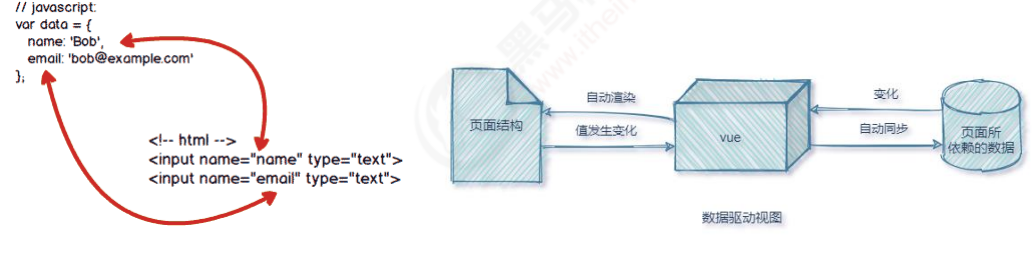 // javascript:
var data = {
name: 'Bob',
email: 'bob@example.com'
};
<!-- html -->
<input name="name" type="text">
<input name="email" type="text">
页面结构
自动渲染
值发生变化
vue
变化
自动同步
页面所
依赖的数据
数据驱动视图